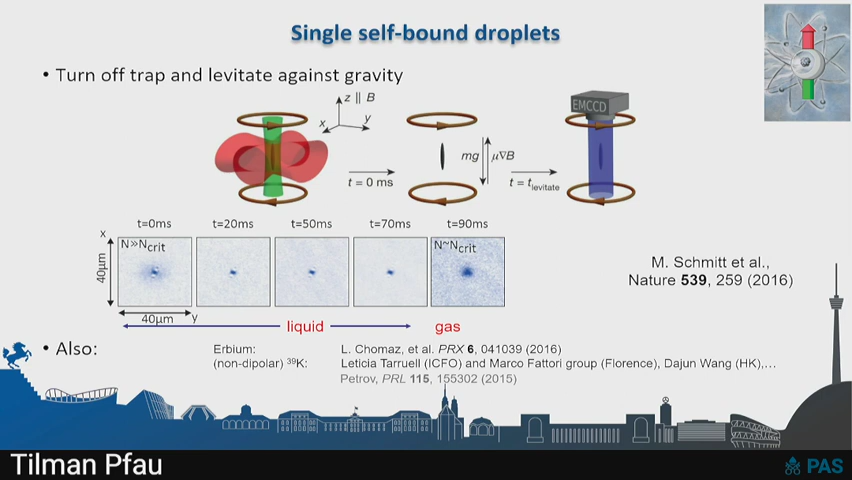 Single self-bound droplets
• Turn off trap and levitate against gravity
z || B
x
y
t = 0 ms
mg
μ∇B
t = t_levitate
EMCCD
t=0ms
t=20ms
t=50ms
t=70ms
t=90ms
x
N≫N_crit
N~N_crit
40μm
40μm
y
liquid
gas
M. Schmitt et al.,
Nature 539, 259 (2016)
• Also:
Erbium: L. Chomaz, et al. PRX 6, 041039 (2016)
(non-dipolar) ³⁹K: Leticia Tarruell (ICFO) and Marco Fattori group (Florence), Dajun Wang (HK),…
Petrov, PRL 115, 155302 (2015)
Tilman Pfau
PAS